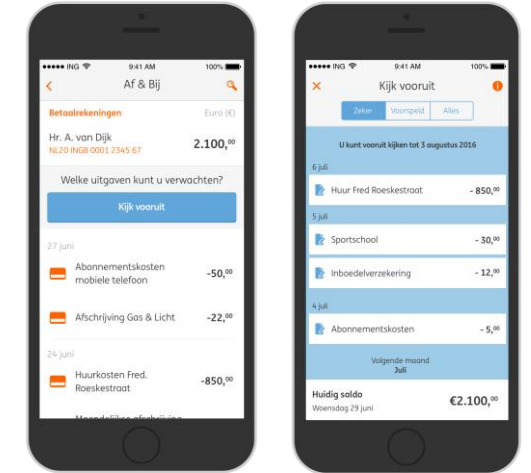 ING 9:41 AM 100%
Af & Bij
Betaalrekeningen Euro (€)
Hr. A. van Dijk
NL20 INGB 0001 2345 67
2.100,00
Welke uitgaven kunt u verwachten?
Kijk vooruit
27 juni
Abonnementskosten
mobiele telefoon
-50,00
Afschrijving Gas & Licht -22,00
24 juni
Huurkosten Fred.
Roeskestraat
-850,00
Maandelijkse afschrijving
ING 9:41 AM 100%
Kijk vooruit
Zeker Voorspeld Alles
U kunt vooruit kijken tot 3 augustus 2016
6 juli
Huur Fred Roeskestraat - 850,00
5 juli
Sportschool - 30,00
Inboedelverzekering - 12,00
4 juli
Abonnementskosten - 5,00
Volgende maand
Juli
Huidig saldo
Woensdag 29 juni
€2.100,00